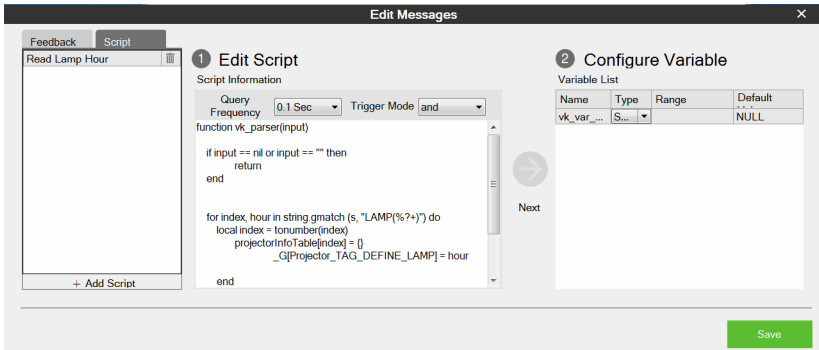 Edit Messages
Feedback
Script
Read Lamp Hour
+ Add Script
1 Edit Script
Script Information
Query Frequency
0.1 Sec
Trigger Mode
and
function vk_parser(input)
if input == nil or input == "" then
return
end
for index, hour in string.gmatch (s, "LAMP(%?+)") do
local index = tonumber(index)
projectorInfoTable[index] = {}
_G[Projector_TAG_DEFINE_LAMP] = hour
end
Next
2 Configure Variable
Variable List
Name Type Range Default
vk_var_... S... NULL
Save